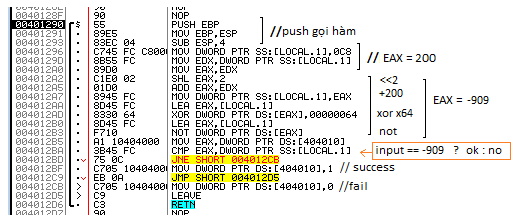 0040128F 90 NOP
00401290 $ 55 PUSH EBP
00401291 . 89E5 MOV EBP,ESP //push gọi hàm
00401293 . 83EC 04 SUB ESP,4
00401296 . C745 FC C8000 MOV DWORD PTR SS:[LOCAL.1],0C8
0040129D . 8B55 FC MOV EDX,DWORD PTR SS:[LOCAL.1] // EAX = 200
004012A0 . 89D0 MOV EAX,EDX
004012A2 . C1E0 02 SHL EAX,2 <<2
004012A5 . 01D0 ADD EAX,EDX +200
004012A7 . 8945 FC MOV DWORD PTR SS:[LOCAL.1],EAX EAX = -909
004012AA . 8D45 FC LEA EAX,[LOCAL.1]
004012AD . 8330 64 XOR DWORD PTR DS:[EAX],00000064 xor x64
004012B0 . 8D45 FC LEA EAX,[LOCAL.1]
004012B3 . F710 NOT DWORD PTR DS:[EAX] not
004012B5 . A1 10404000 MOV EAX,DWORD PTR DS:[404010]
004012BA . 3B45 FC CMP EAX,DWORD PTR SS:[LOCAL.1] input == -909 ? ok : no
004012BD . 75 0C JNE SHORT 004012CB
004012BF . C705 10404000 MOV DWORD PTR DS:[404010],1 // success
004012C9 . EB 0A JMP SHORT 004012D5
004012CB > C705 10404000 MOV DWORD PTR DS:[404010],0 //fail
004012D5 > C9 LEAVE
004012D6 . C3 RETN